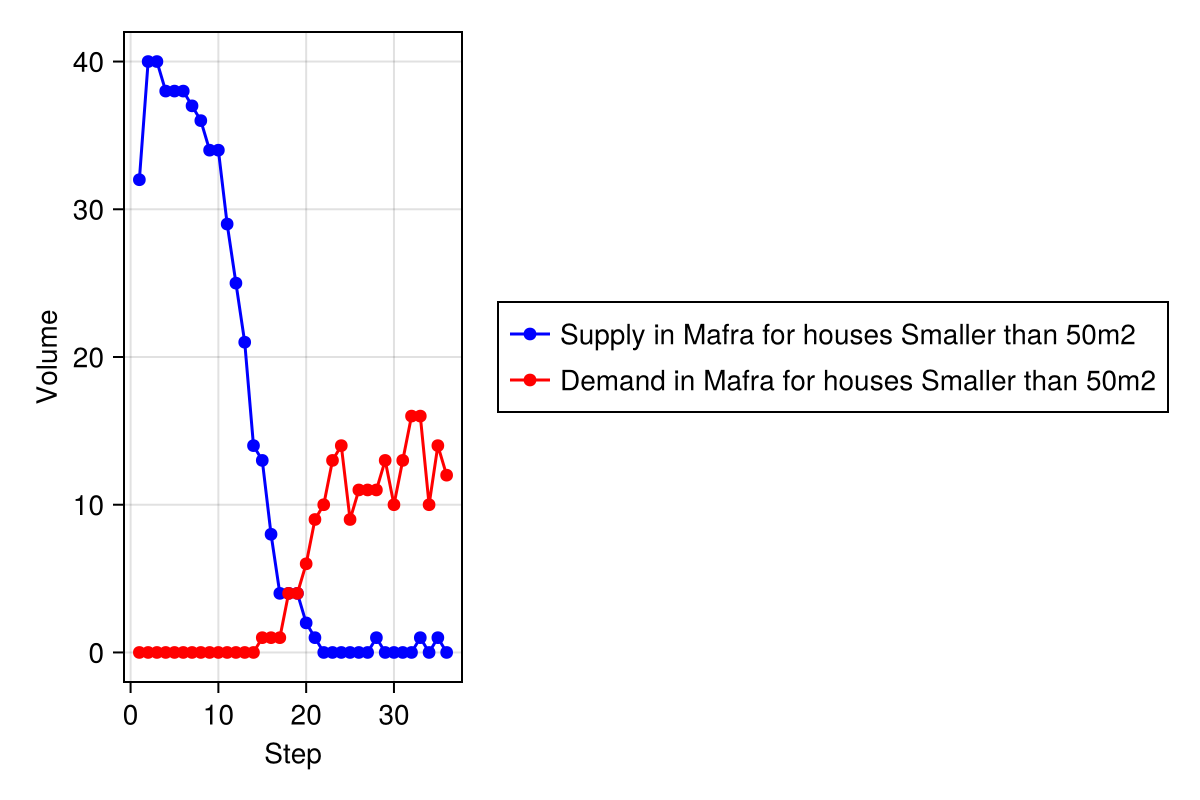 40
30
20
10
0
Volume
0 10 20 30
Step
Supply in Mafra for houses Smaller than 50m2
Demand in Mafra for houses Smaller than 50m2